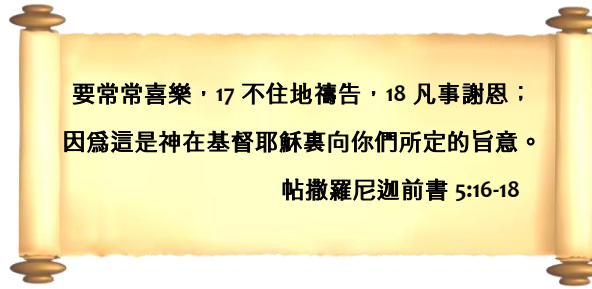 要常常喜樂，17 不住地禱告，18 凡事謝恩；
因爲這是神在基督耶穌裏向你們所定的旨意。
帖撒羅尼迦前書 5:16-18